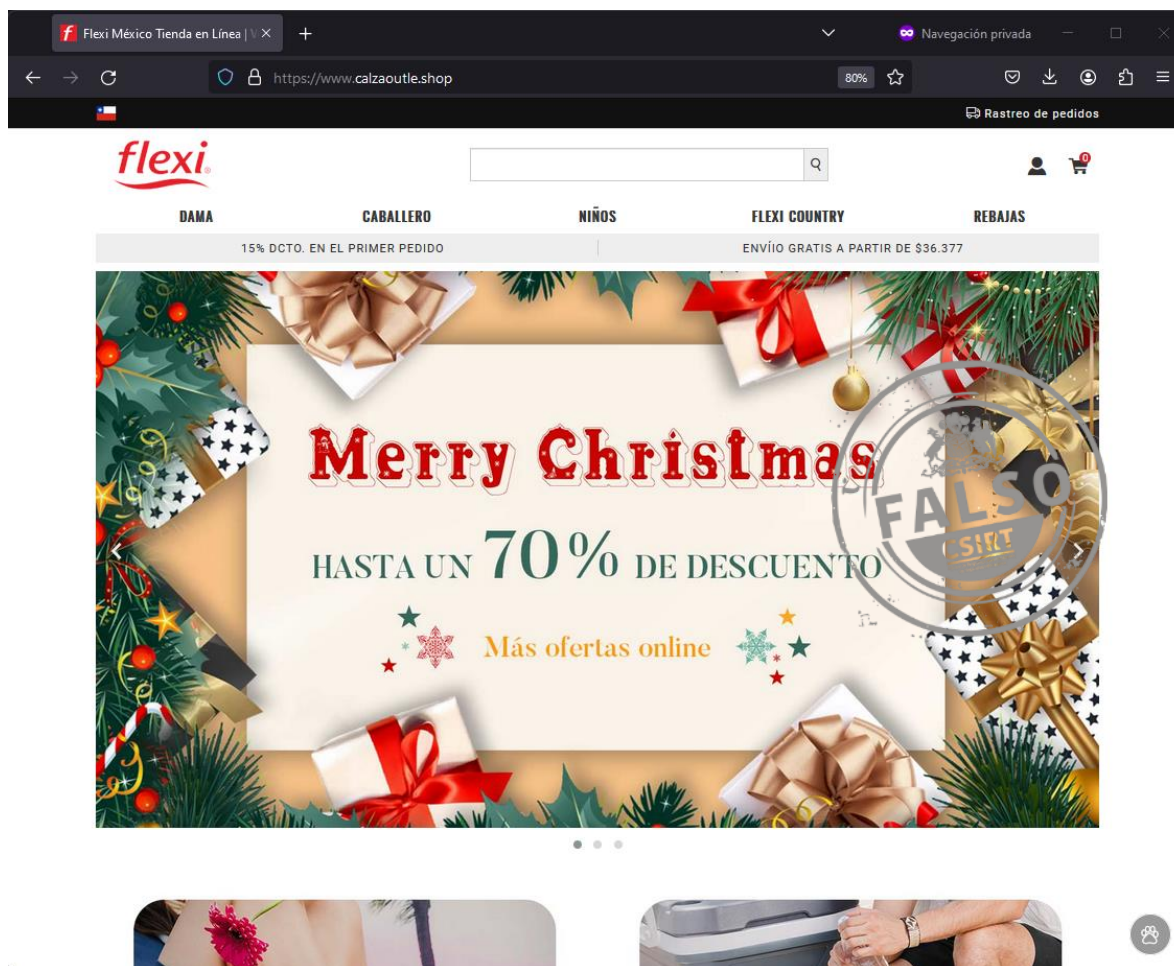 Flexi México Tienda en Línea |
Navegación privada
https://www.calzaoutle.shop
80%
Rastreo de pedidos
flexi
0
DAMA CABALLERO NIÑOS FLEXI COUNTRY REBAJAS
15% DCTO. EN EL PRIMER PEDIDO ENVÍIO GRATIS A PARTIR DE $36.377
Merry Christmas
HASTA UN 70% DE DESCUENTO
Más ofertas online
FALSO
CSIRT